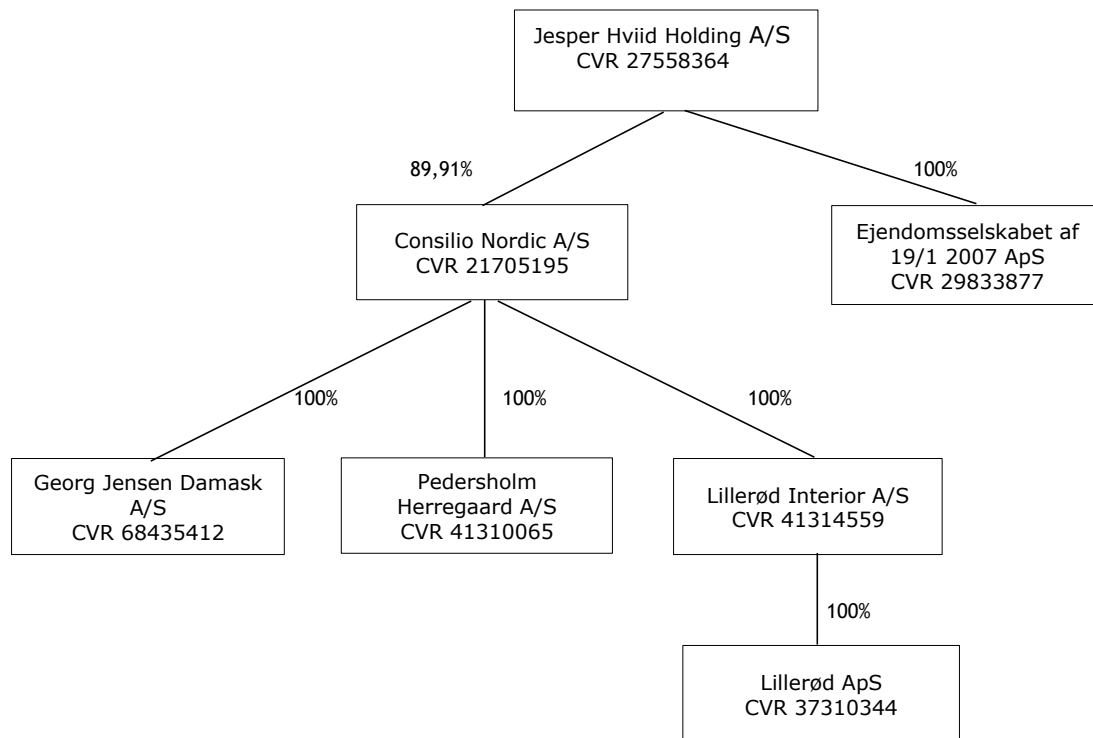 Jesper Hviid Holding A/S
CVR 27558364
89,91%
100%
Consilio Nordic A/S
CVR 21705195
Ejendomsselskabet af
19/1 2007 ApS
CVR 29833877
100%
100%
100%
Georg Jensen Damask
A/S
CVR 68435412
Pedersholm
Herregaard A/S
CVR 41310065
Lillerød Interior A/S
CVR 41314559
100%
Lillerød ApS
CVR 37310344